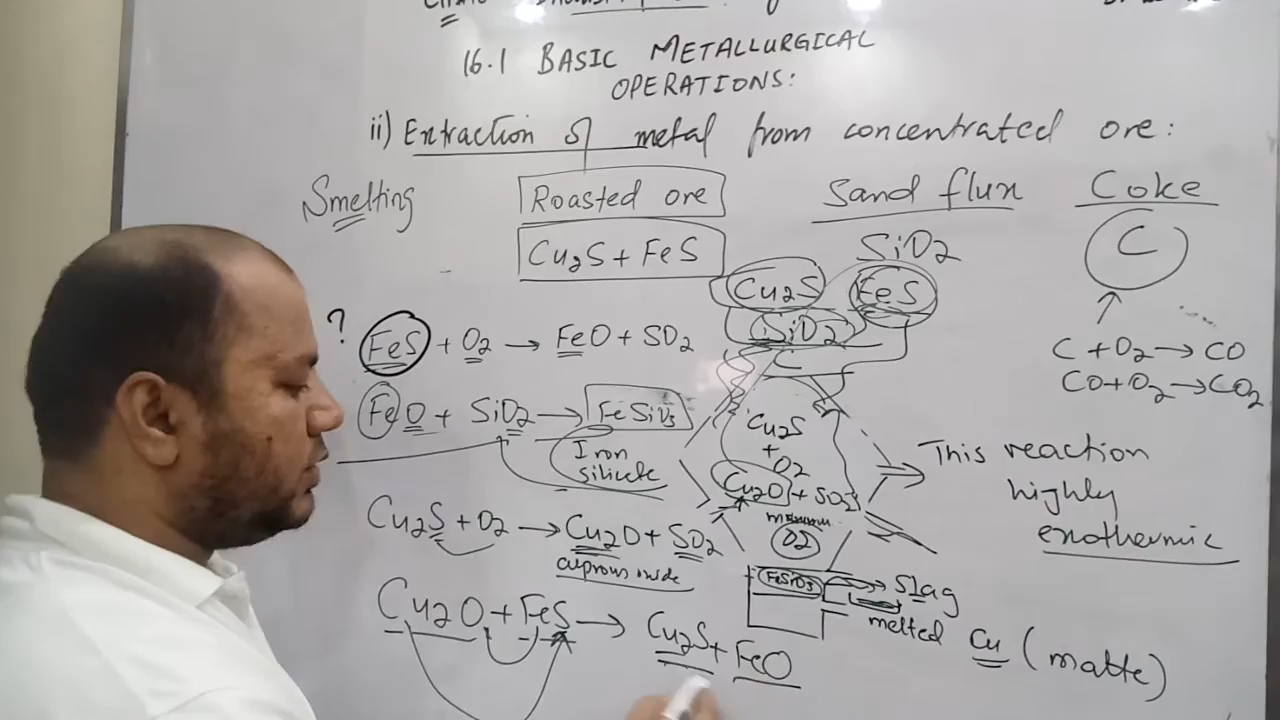 16.1 BASIC METALLURGICAL
OPERATIONS:
ii) Extraction of metal from concentrated ore:
Smelting
Roasted ore
Sand flux
Coke
Cu2S + FeS
SiO2
C
Cu2S
FeS
SiO2
C
? FeS + O2 → FeO + SO2
C + O2 → CO
CO + O2 → CO2
FeO + SiO2 → FeSiO3
Iron
silicate
Cu2S
+
O2
Cu2O + SO2
This reaction
highly
exothermic
Cu2S + O2 → Cu2O + SO2
cuprous oxide
O2
FeSiO3 → Slag
melted Cu (matte)
Cu2O + FeS → Cu2S + FeO